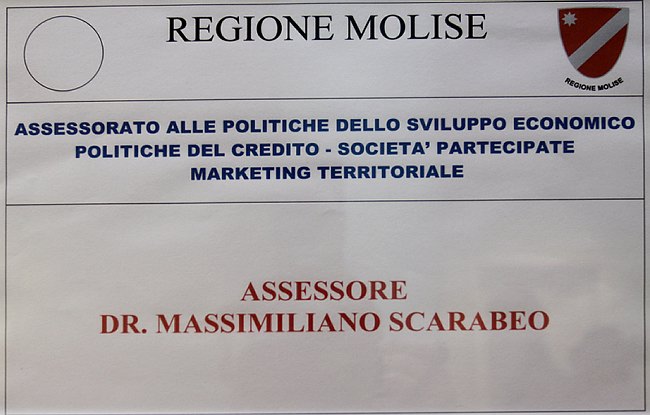 REGIONE MOLISE
REGIONE MOLISE
ASSESSORATO ALLE POLITICHE DELLO SVILUPPO ECONOMICO
POLITICHE DEL CREDITO - SOCIETA' PARTECIPATE
MARKETING TERRITORIALE
ASSESSORE
DR. MASSIMILIANO SCARABEO